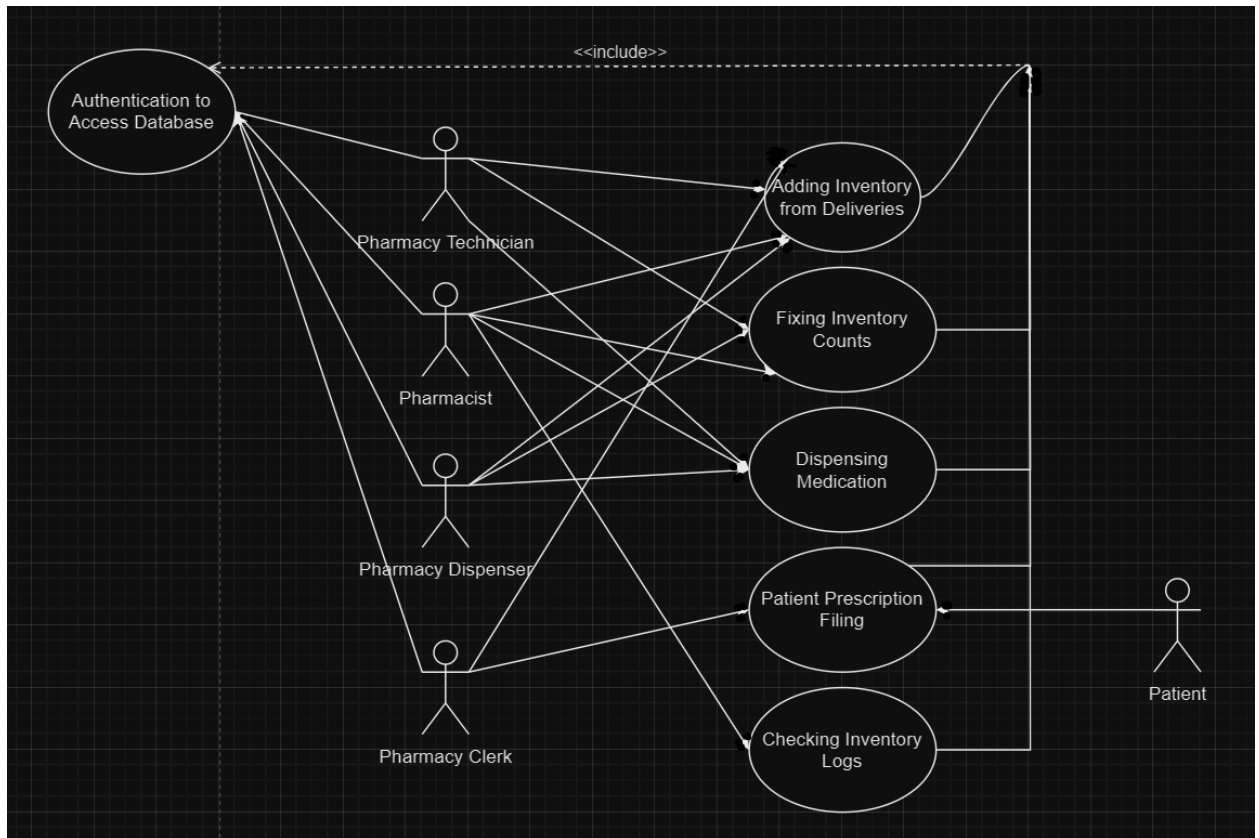 <<include>>
Authentication to
Access Database
Pharmacy Technician
Adding Inventory
from Deliveries
Pharmacist
Fixing Inventory
Counts
Pharmacy Dispenser
Dispensing
Medication
Pharmacy Clerk
Patient Prescription
Filing
Patient
Checking Inventory
Logs